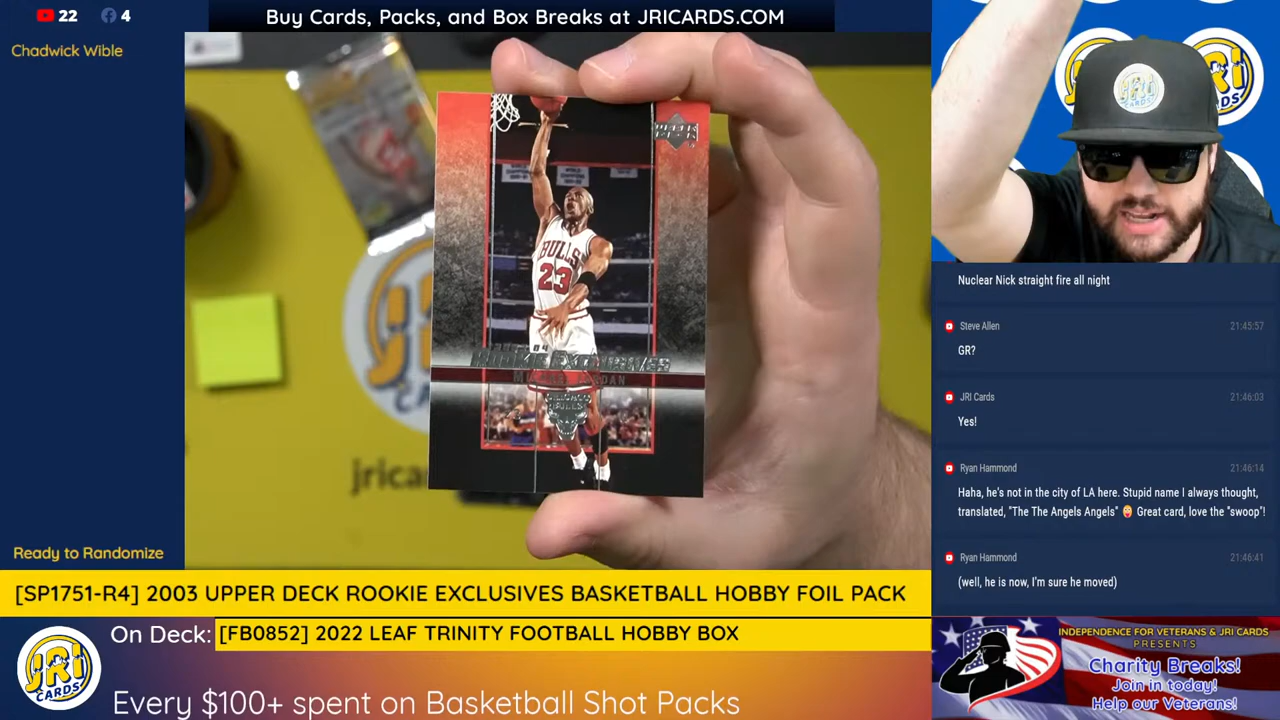 22 4
Buy Cards, Packs, and Box Breaks at JRICARDS.COM
Chadwick Wible
UPPER DECK
BULLS
23
ROOKIE EXCLUSIVES
jrica
Ready to Randomize
JRI
CARDS
Nuclear Nick straight fire all night
Steve Allen 21:45:57
GR?
JRI Cards 21:46:03
Yes!
Ryan Hammond 21:46:14
Haha, he's not in the city of LA here. Stupid name I always thought,
translated, "The The Angels Angels" 😜 Great card, love the "swoop"!
Ryan Hammond 21:46:41
(well, he is now, I'm sure he moved)
[SP1751-R4] 2003 UPPER DECK ROOKIE EXCLUSIVES BASKETBALL HOBBY FOIL PACK
On Deck: [FB0852] 2022 LEAF TRINITY FOOTBALL HOBBY BOX
JRI
CARDS
Every $100+ spent on Basketball Shot Packs
INDEPENDENCE FOR VETERANS & JRI CARDS
PRESENTS
Charity Breaks!
Join in today!
Help our Veterans!